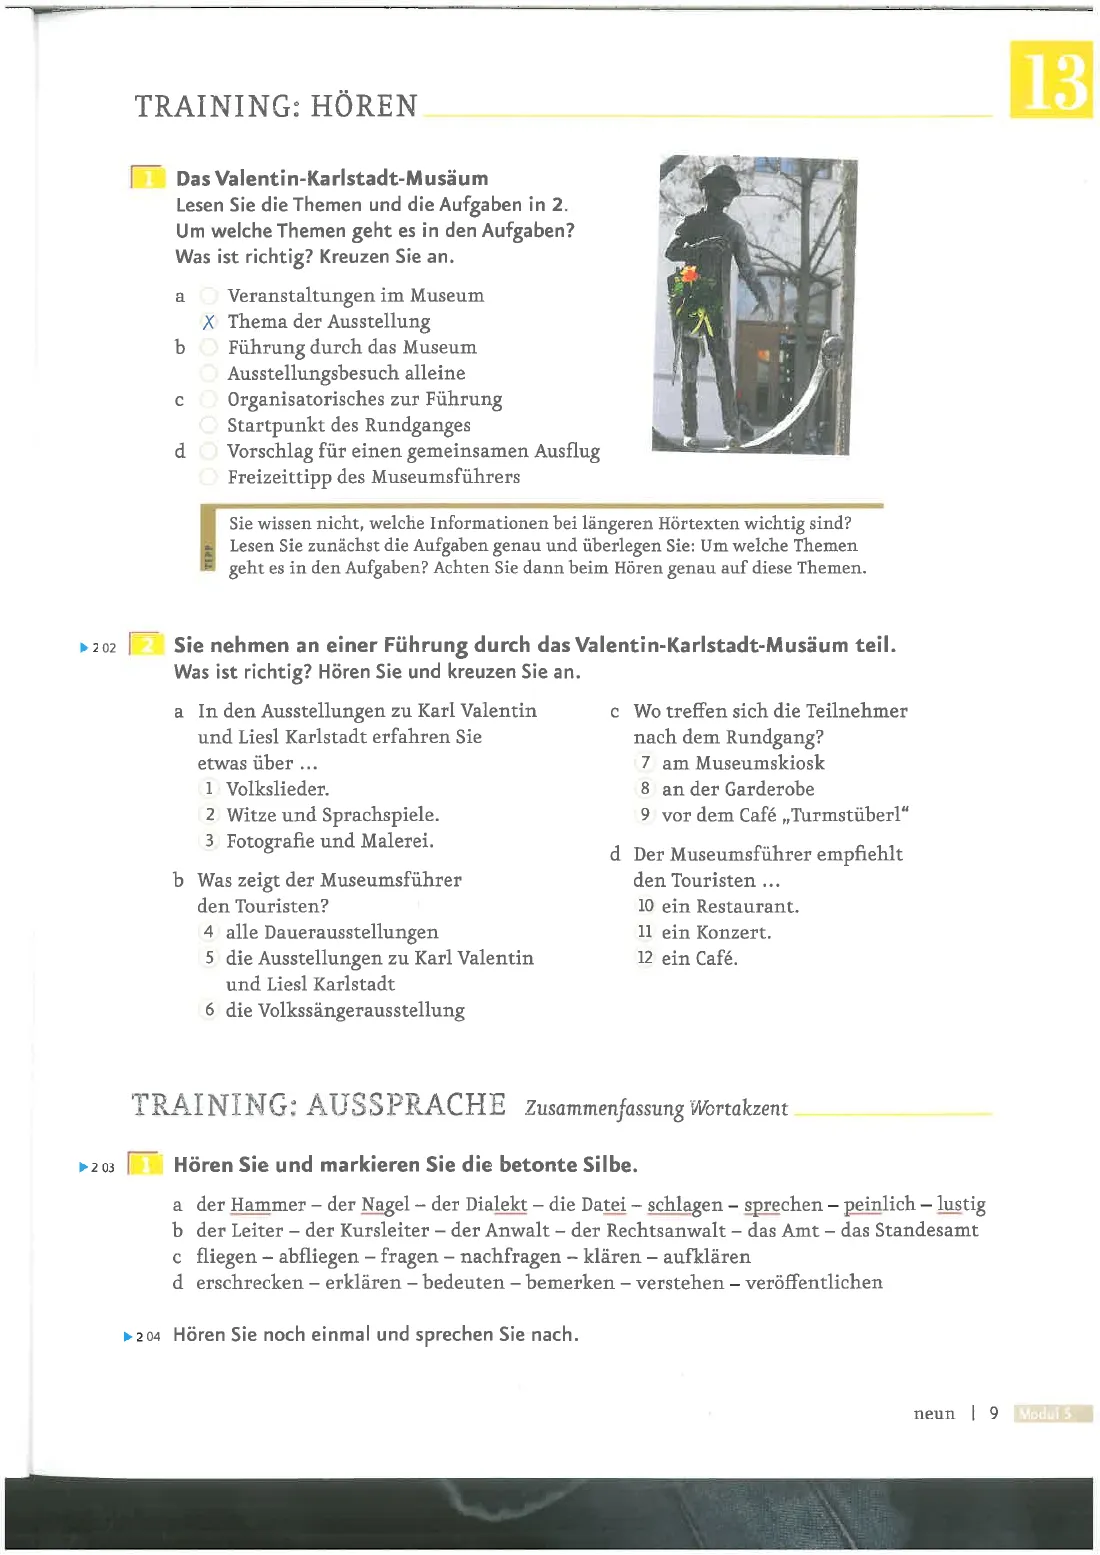 13
TRAINING: HÖREN
1 Das Valentin-Karlstadt-Musäum
Lesen Sie die Themen und die Aufgaben in 2.
Um welche Themen geht es in den Aufgaben?
Was ist richtig? Kreuzen Sie an.
a Veranstaltungen im Museum
X Thema der Ausstellung
b Führung durch das Museum
Ausstellungsbesuch alleine
c Organisatorisches zur Führung
Startpunkt des Rundganges
d Vorschlag für einen gemeinsamen Ausflug
Freizeittipp des Museumsführers
TIPP
Sie wissen nicht, welche Informationen bei längeren Hörtexten wichtig sind?
Lesen Sie zunächst die Aufgaben genau und überlegen Sie: Um welche Themen
geht es in den Aufgaben? Achten Sie dann beim Hören genau auf diese Themen.
▶ 2 02 2 Sie nehmen an einer Führung durch das Valentin-Karlstadt-Musäum teil.
Was ist richtig? Hören Sie und kreuzen Sie an.
a In den Ausstellungen zu Karl Valentin
und Liesl Karlstadt erfahren Sie
etwas über ...
1 Volkslieder.
2 Witze und Sprachspiele.
3 Fotografie und Malerei.
b Was zeigt der Museumsführer
den Touristen?
4 alle Dauerausstellungen
5 die Ausstellungen zu Karl Valentin
und Liesl Karlstadt
6 die Volkssängerausstellung
c Wo treffen sich die Teilnehmer
nach dem Rundgang?
7 am Museumskiosk
8 an der Garderobe
9 vor dem Café „Turmstüberl“
d Der Museumsführer empfiehlt
den Touristen ...
10 ein Restaurant.
11 ein Konzert.
12 ein Café.
TRAINING: AUSSPRACHE Zusammenfassung Wortakzent
▶ 2 03 1 Hören Sie und markieren Sie die betonte Silbe.
a der Hammer – der Nagel – der Dialekt – die Datei – schlagen – sprechen – peinlich – lustig
b der Leiter – der Kursleiter – der Anwalt – der Rechtsanwalt – das Amt – das Standesamt
c fliegen – abfliegen – fragen – nachfragen – klären – aufklären
d erschrecken – erklären – bedeuten – bemerken – verstehen – veröffentlichen
▶ 2 04 Hören Sie noch einmal und sprechen Sie nach.
neun | 9 Modul 5